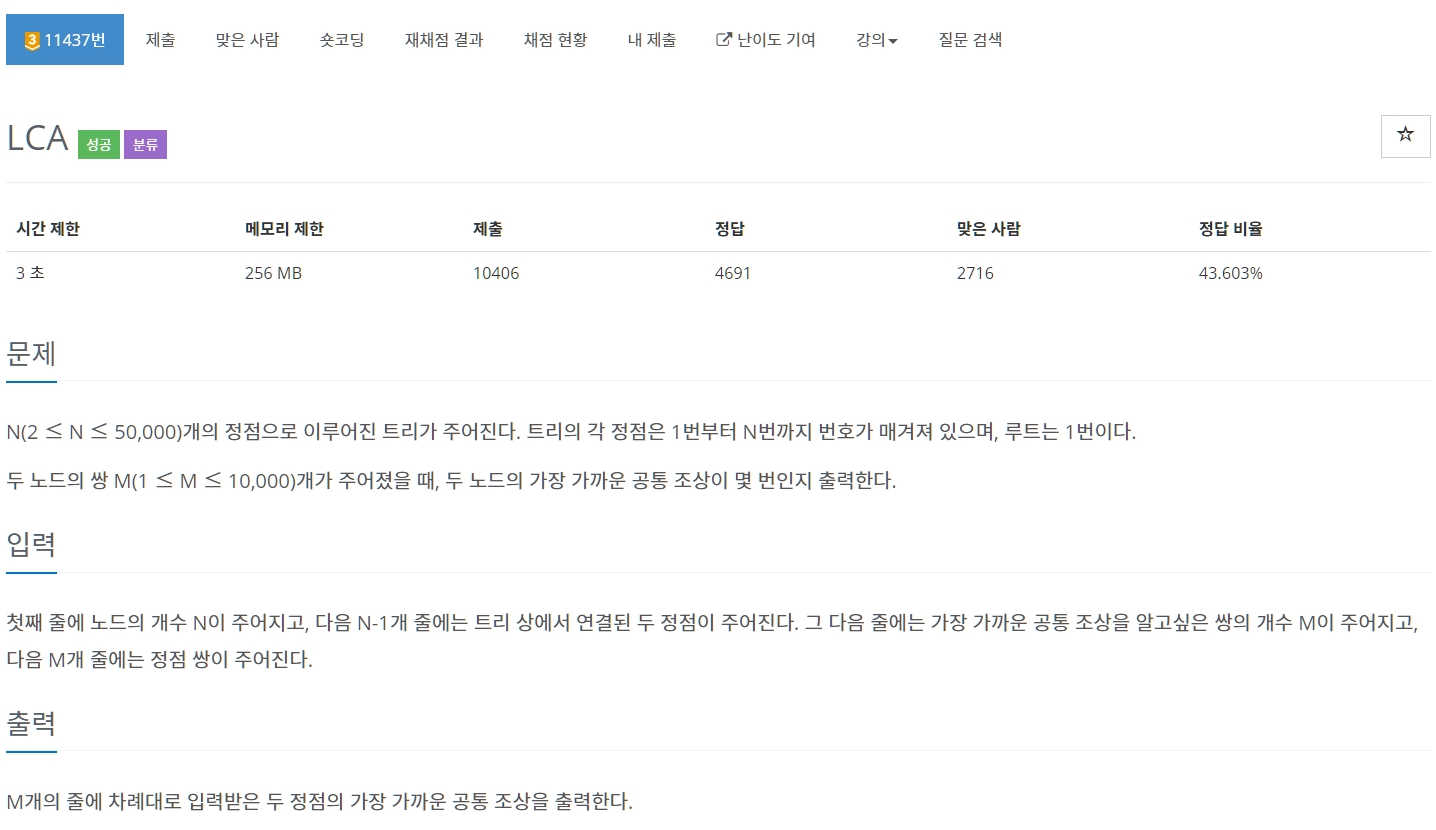 3 11437번 제출 맞은 사람 숏코딩 재채점 결과 채점 현황 내 제출 난이도 기여 강의 질문 검색
LCA 성공 분류
시간 제한 메모리 제한 제출 정답 맞은 사람 정답 비율
3 초 256 MB 10406 4691 2716 43.603%
문제
N(2 ≤ N ≤ 50,000)개의 정점으로 이루어진 트리가 주어진다. 트리의 각 정점은 1번부터 N번까지 번호가 매겨져 있으며, 루트는 1번이다.
두 노드의 쌍 M(1 ≤ M ≤ 10,000)개가 주어졌을 때, 두 노드의 가장 가까운 공통 조상이 몇 번인지 출력한다.
입력
첫째 줄에 노드의 개수 N이 주어지고, 다음 N-1개 줄에는 트리 상에서 연결된 두 정점이 주어진다. 그 다음 줄에는 가장 가까운 공통 조상을 알고싶은 쌍의 개수 M이 주어지고,
다음 M개 줄에는 정점 쌍이 주어진다.
출력
M개의 줄에 차례대로 입력받은 두 정점의 가장 가까운 공통 조상을 출력한다.